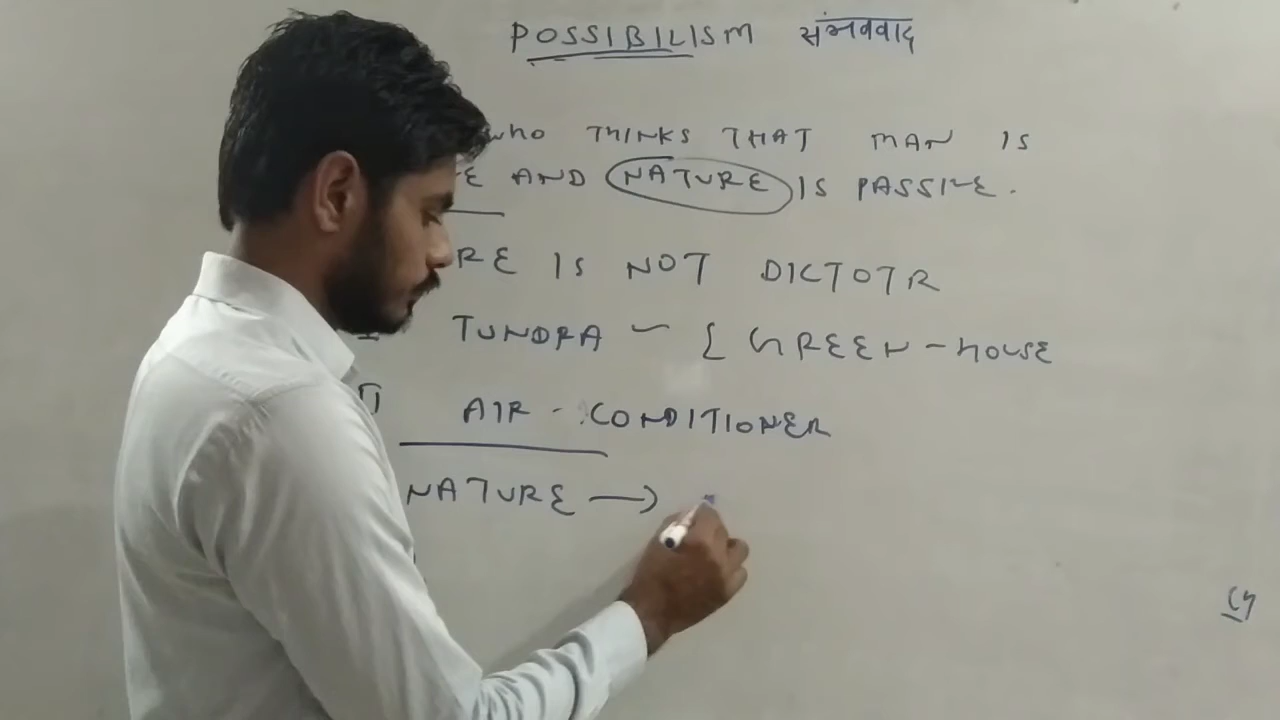 POSSIBILISM संभववाद
WHO THINKS THAT MAN IS
E AND NATURE IS PASSIVE.
RE IS NOT DICTOTR
I TUNDRA - [ GREEN-HOUSE
II AIR-CONDITIONER
NATURE →